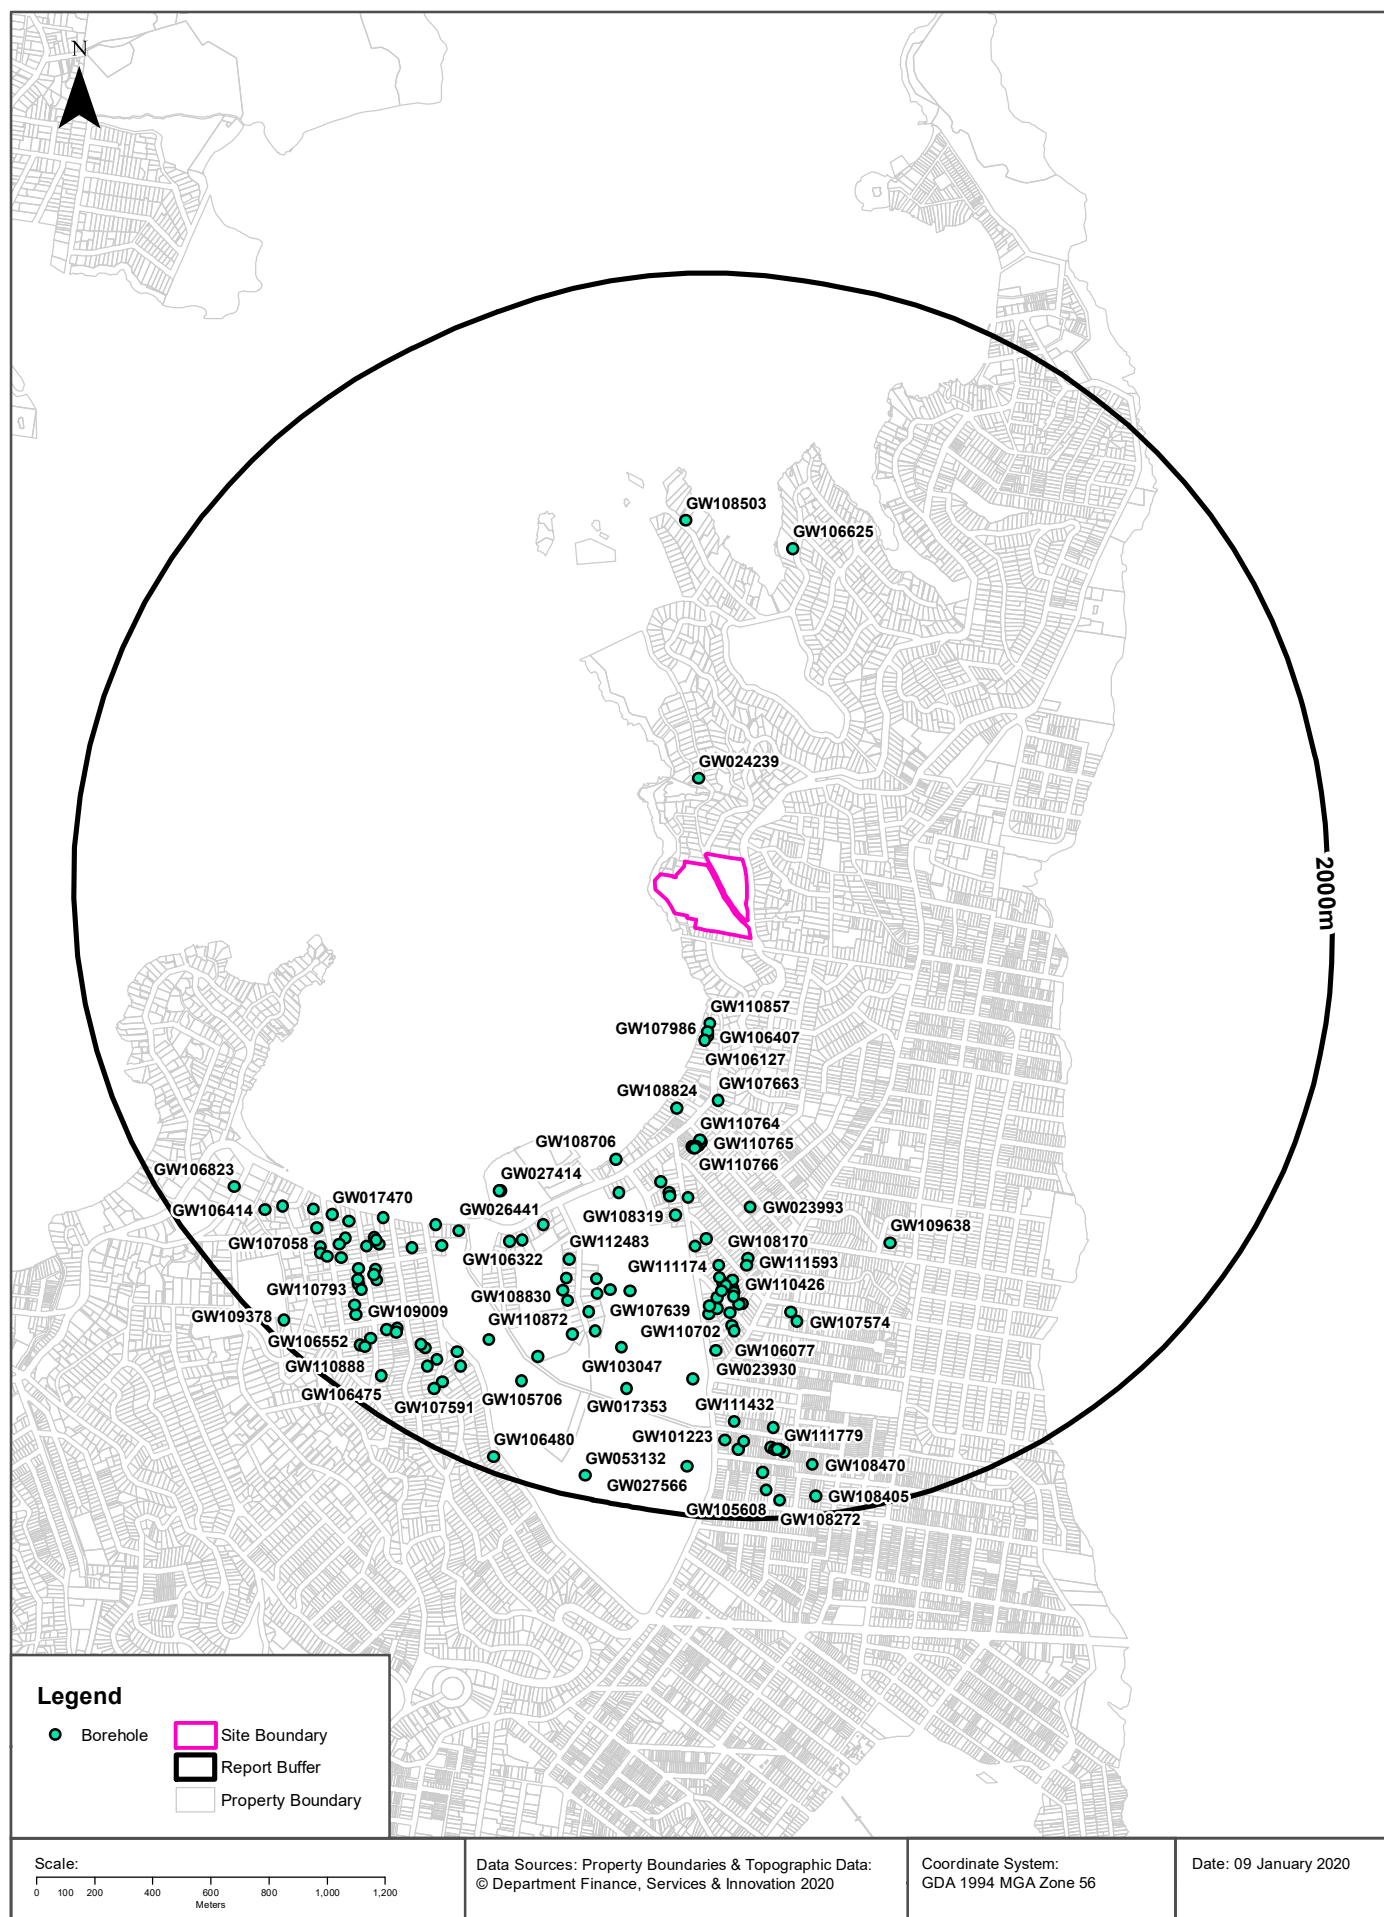 N
GW108503
GW106625
GW024239
2000m
GW110857
GW107986
GW106407
GW106127
GW107663
GW108824
GW110764
GW110765
GW108706
GW110766
GW106823
GW027414
GW017470
GW106414
GW026441
GW023993
GW108319
GW109638
GW107058
GW112483
GW108170
GW106322
GW111174
GW111593
GW110426
GW110793
GW108830
GW109009
GW107639
GW109378
GW110872
GW107574
GW110702
GW106552
GW106077
GW110888
GW103047
GW023930
GW106475
GW107591
GW105706
GW017353
GW111432
GW101223
GW111779
GW106480
GW053132
GW108470
GW027566
GW108405
GW105608
GW108272
Legend
Borehole
Site Boundary
Report Buffer
Property Boundary
Scale:
0 100 200 400 600 800 1,000 1,200
Meters
Data Sources: Property Boundaries & Topographic Data:
© Department Finance, Services & Innovation 2020
Coordinate System:
GDA 1994 MGA Zone 56
Date: 09 January 2020